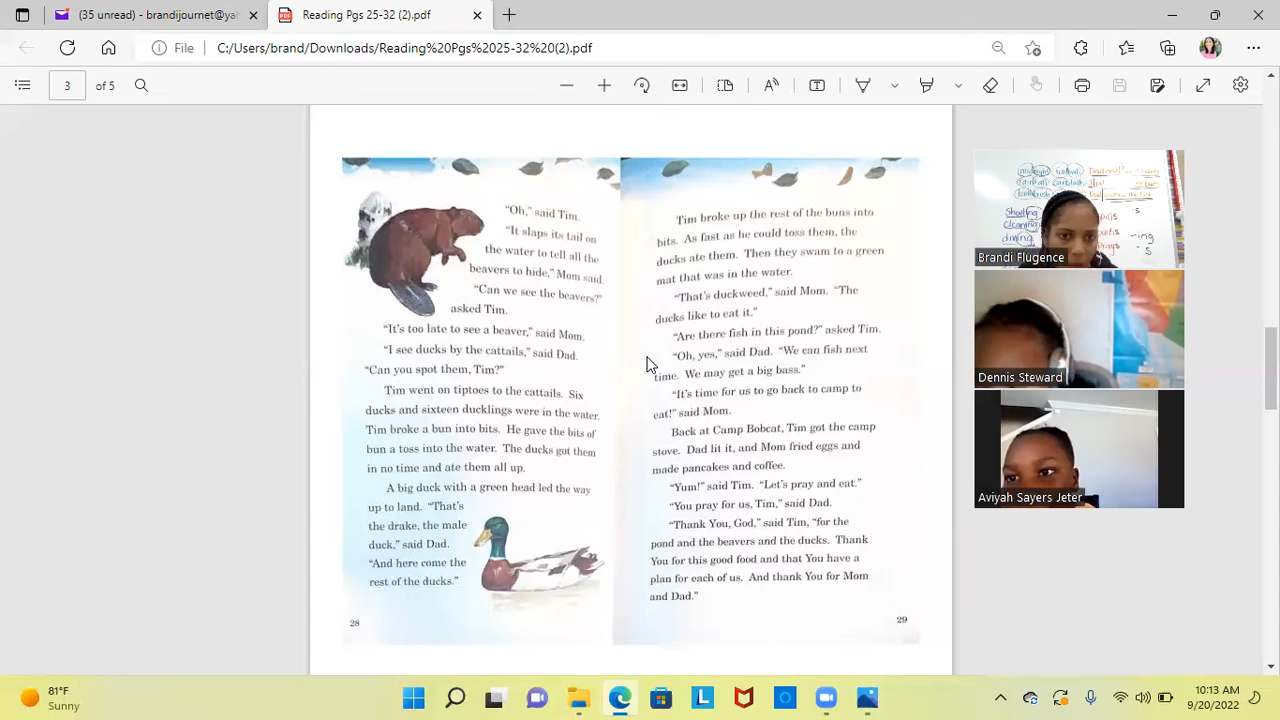 (35 unread) - brandijournet@yal
Reading Pgs 25-32 (2).pdf
File
C:/Users/brand/Downloads/Reading%20Pgs%2025-32%20(2).pdf
3 of 5
"Oh," said Tim.
"It slaps its tail on
the water to tell all the
beavers to hide," Mom said.
"Can we see the beavers?"
asked Tim.
"It's too late to see a beaver," said Mom.
"I see ducks by the cattails," said Dad.
"Can you spot them, Tim?"
Tim went on tiptoes to the cattails. Six
ducks and sixteen ducklings were in the water.
Tim broke a bun into bits. He gave the bits of
bun a toss into the water. The ducks got them
in no time and ate them all up.
A big duck with a green head led the way
up to land. "That's
the drake, the male
duck," said Dad.
"And here come the
rest of the ducks."
28
Tim broke up the rest of the buns into
bits. As fast as he could toss them, the
ducks ate them. Then they swam to a green
mat that was in the water.
"That's duckweed," said Mom. "The
ducks like to eat it."
"Are there fish in this pond?" asked Tim.
"Oh, yes," said Dad. "We can fish next
time. We may get a big bass."
"It's time for us to go back to camp to
eat!" said Mom.
Back at Camp Bobcat, Tim got the camp
stove. Dad lit it, and Mom fried eggs and
made pancakes and coffee.
"Yum!" said Tim. "Let's pray and eat."
"You pray for us, Tim," said Dad.
"Thank You, God," said Tim, "for the
pond and the beavers and the ducks. Thank
You for this good food and that You have a
plan for each of us. And thank You for Mom
and Dad."
29
-s
-ing
Brandi Flugence
Dennis Steward
Aviyah Sayers Jeter
81°F
Sunny
10:13 AM
9/20/2022